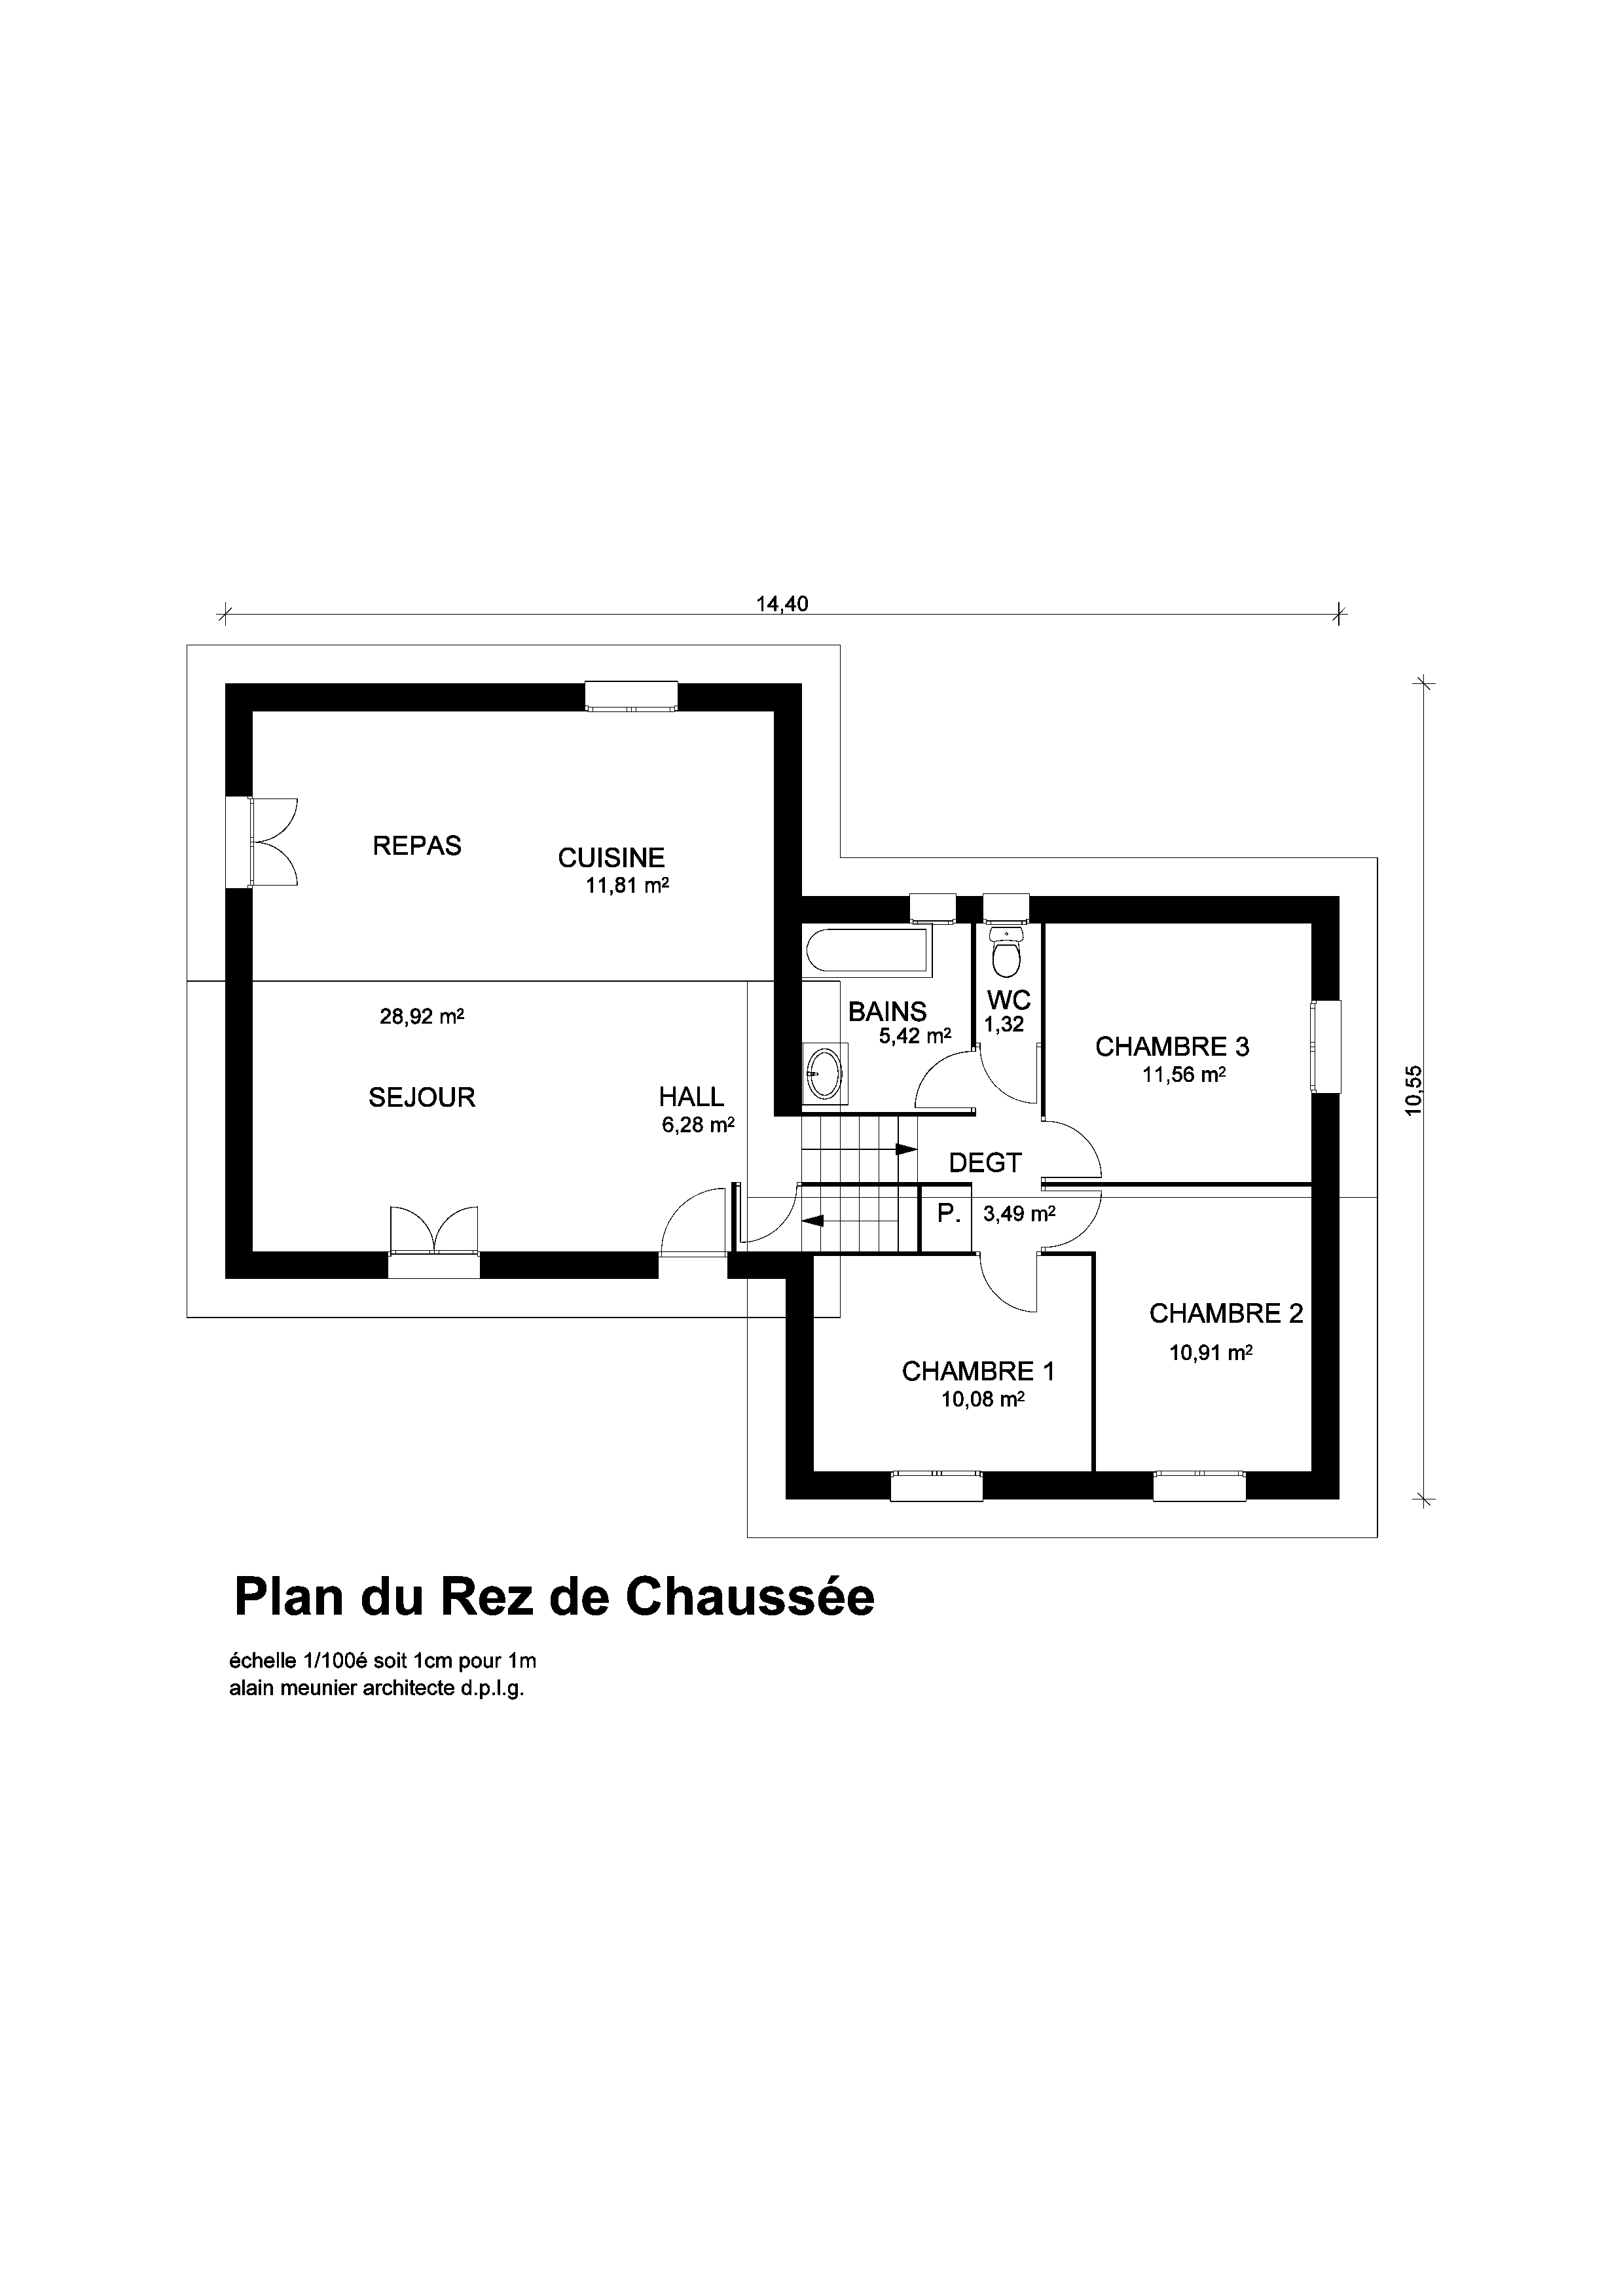 14,40
REPAS
CUISINE
11,81 m²
10,55
28,92 m²
SEJOUR
HALL
6,28 m²
BAINS
5,42 m²
WC
1,32
CHAMBRE 3
11,56 m²
DEGT
P.
3,49 m²
CHAMBRE 2
10,91 m²
CHAMBRE 1
10,08 m²
Plan du Rez de Chaussée
échelle 1/100é soit 1cm pour 1m
alain meunier architecte d.p.l.g.